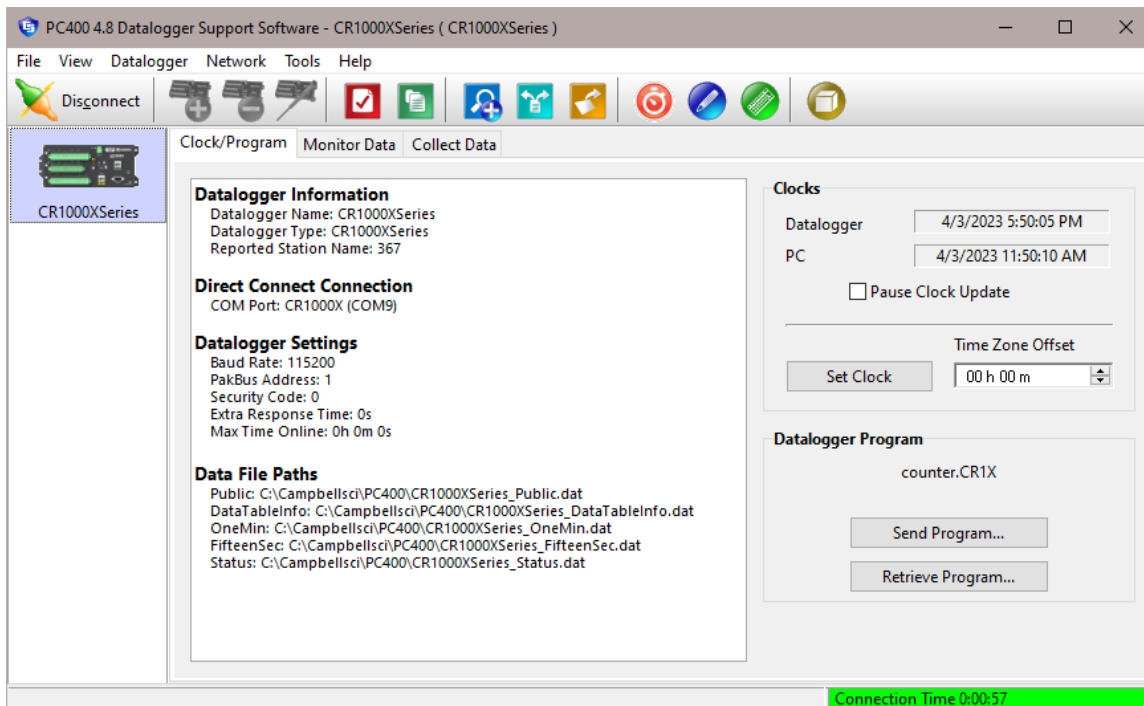 PC400 4.8 Datalogger Support Software - CR1000XSeries ( CR1000XSeries )
File View Datalogger Network Tools Help
Disconnect
CR1000XSeries
Clock/Program Monitor Data Collect Data
Datalogger Information
Datalogger Name: CR1000XSeries
Datalogger Type: CR1000XSeries
Reported Station Name: 367
Direct Connect Connection
COM Port: CR1000X (COM9)
Datalogger Settings
Baud Rate: 115200
PakBus Address: 1
Security Code: 0
Extra Response Time: 0s
Max Time Online: 0h 0m 0s
Data File Paths
Public: C:\Campbellsci\PC400\CR1000XSeries_Public.dat
DataTableInfo: C:\Campbellsci\PC400\CR1000XSeries_DataTableInfo.dat
OneMin: C:\Campbellsci\PC400\CR1000XSeries_OneMin.dat
FifteenSec: C:\Campbellsci\PC400\CR1000XSeries_FifteenSec.dat
Status: C:\Campbellsci\PC400\CR1000XSeries_Status.dat
Clocks
Datalogger 4/3/2023 5:50:05 PM
PC 4/3/2023 11:50:10 AM
Pause Clock Update
Time Zone Offset
Set Clock 00 h 00 m
Datalogger Program
counter.CR1X
Send Program...
Retrieve Program...
Connection Time 0:00:57